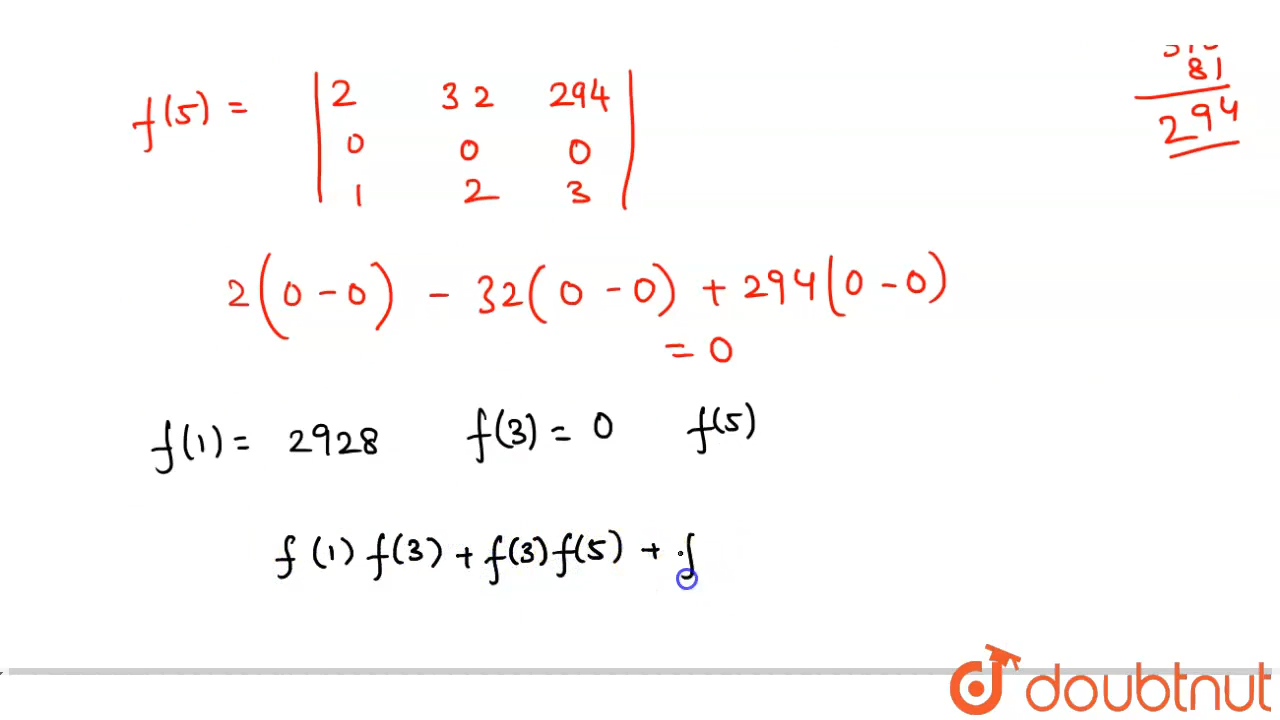 81
294
f(5) = | 2 32 294 |
| 0 0 0 |
| 1 2 3 |
2(0-0) - 32(0-0) + 294(0-0)
= 0
f(1) = 2928 f(3) = 0 f(5)
f(1) f(3) + f(3) f(5) + f
doubtnut